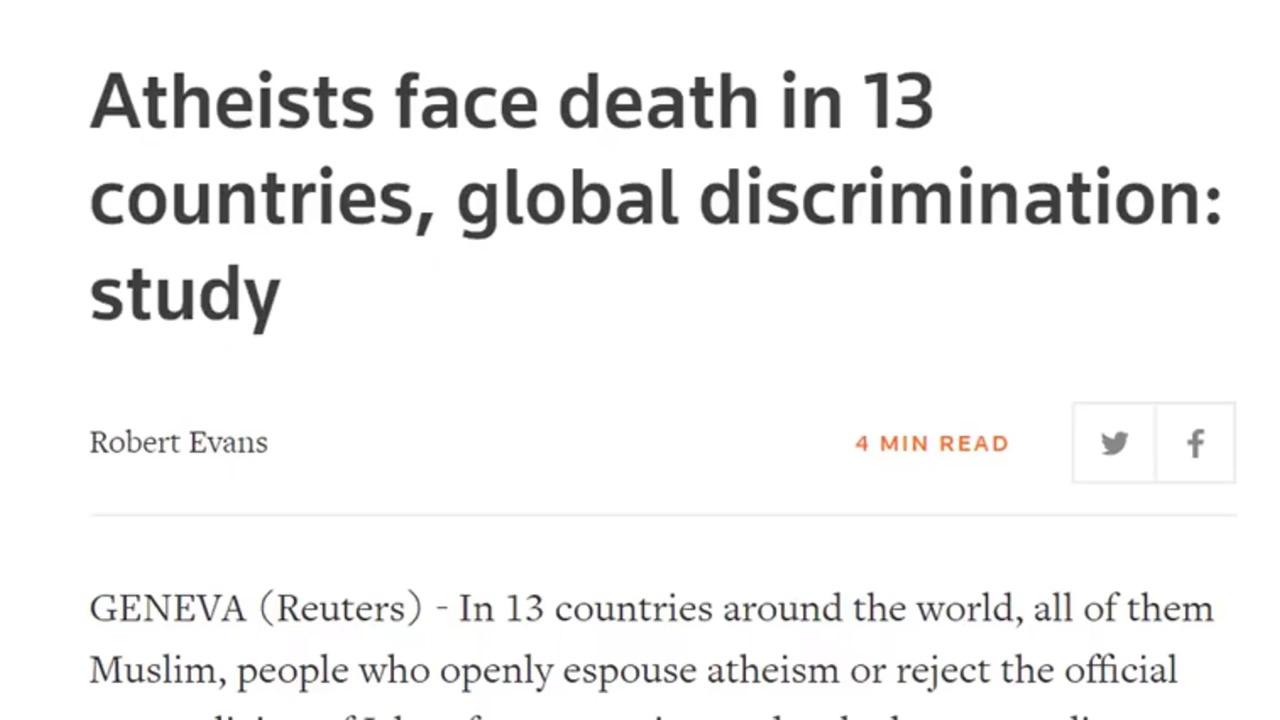 Atheists face death in 13
countries, global discrimination:
study
Robert Evans
4 MIN READ
GENEVA (Reuters) - In 13 countries around the world, all of them
Muslim, people who openly espouse atheism or reject the official